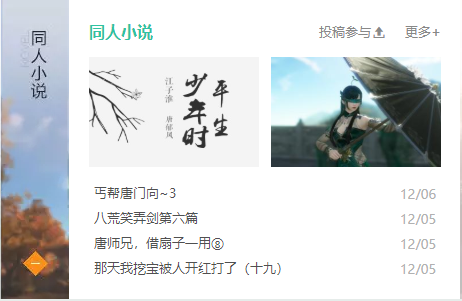 同人小说
同人小说
投稿参与
更多+
平生
少年时
江子淮
唐郁风
丐帮唐门向~3
12/06
八荒笑弄剑第六篇
12/05
唐师兄，借扇子一用⑧
12/05
那天我挖宝被人开红打了（十九）
12/05
一